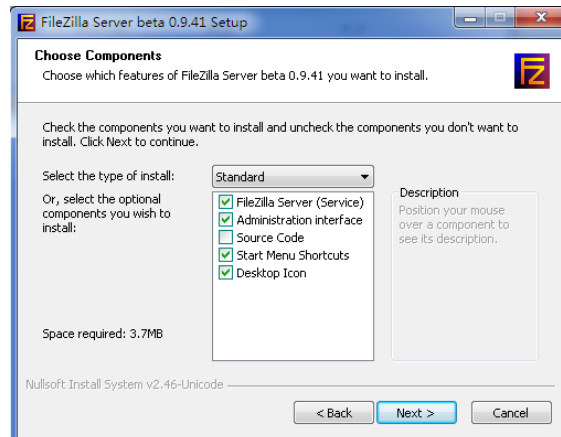 FileZilla Server beta 0.9.41 Setup
Choose Components
Choose which features of FileZilla Server beta 0.9.41 you want to install.
Fz
Check the components you want to install and uncheck the components you don't want to
install. Click Next to continue.
Select the type of install:
Standard
Or, select the optional
components you wish to
install:
FileZilla Server (Service)
Administration interface
Source Code
Start Menu Shortcuts
Desktop Icon
Description
Position your mouse
over a component to
see its description.
Space required: 3.7MB
Nullsoft Install System v2.46-Unicode
< Back
Next >
Cancel